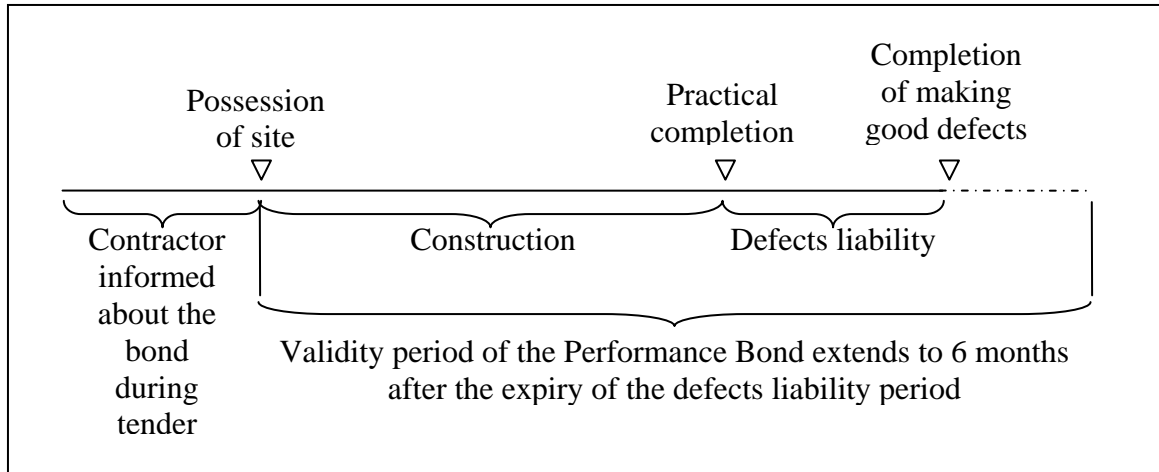 Possession
of site
Practical
completion
Completion
of making
good defects
Contractor
informed
about the
bond
during
tender
Construction
Defects liability
Validity period of the Performance Bond extends to 6 months
after the expiry of the defects liability period